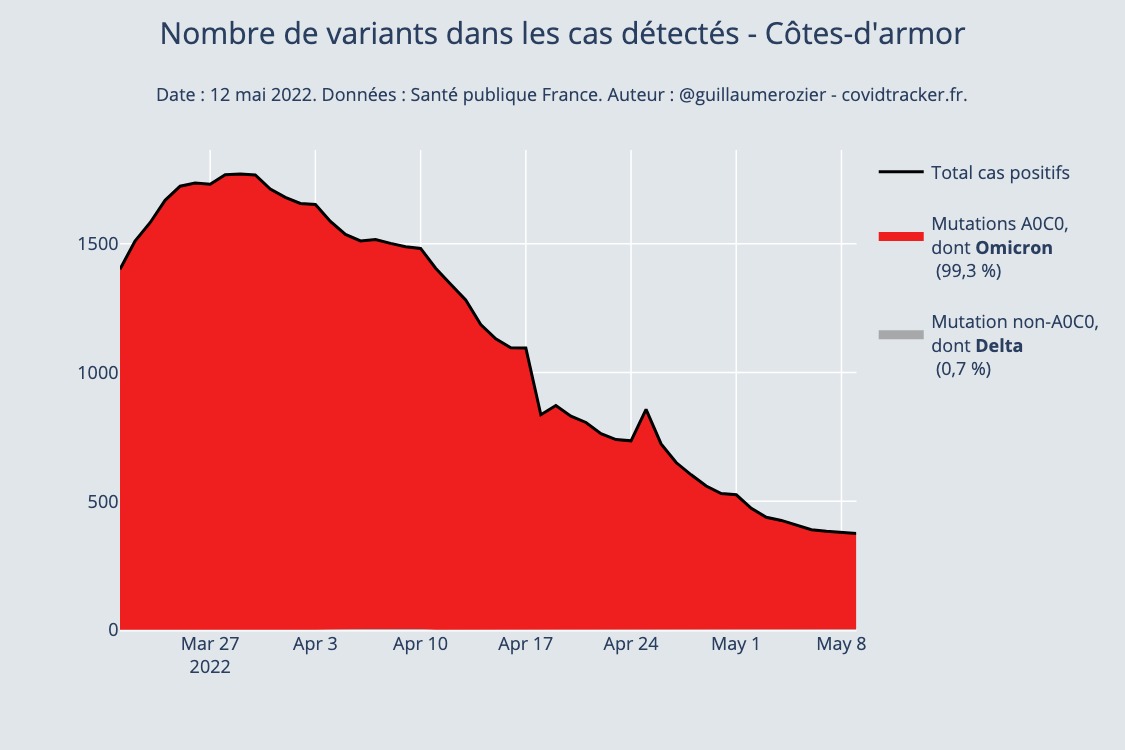 Nombre de variants dans les cas détectés - Côtes-d'armor
Date : 12 mai 2022. Données : Santé publique France. Auteur : @guillaumerozier - covidtracker.fr.
Total cas positifs
Mutations A0C0,
dont Omicron
(99,3 %)
Mutation non-A0C0,
dont Delta
(0,7 %)
1500
1000
500
0
Mar 27
2022
Apr 3
Apr 10
Apr 17
Apr 24
May 1
May 8